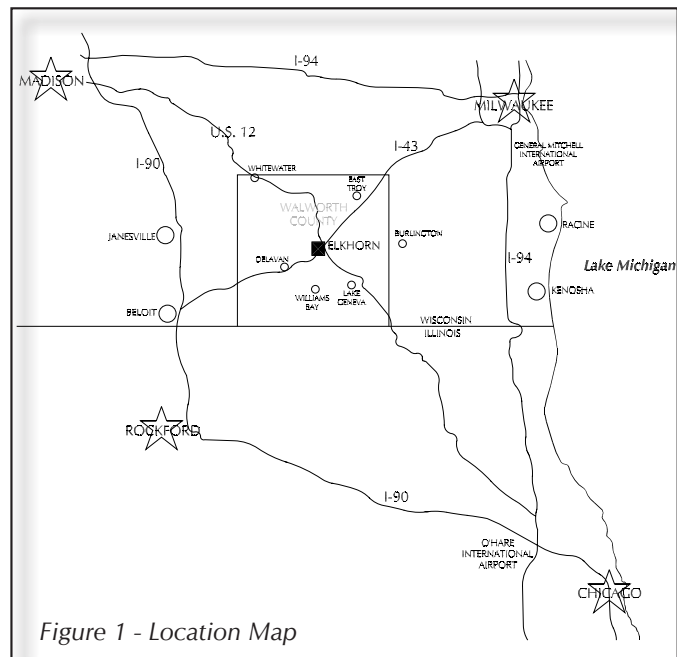 I-94
MADISON
MILWAUKEE
U.S. 12
I-43
GENERAL MITCHELL
INTERNATIONAL
AIRPORT
I-90
WHITEWATER
EAST
TROY
WALWORTH
COUNTY
RACINE
JANESVILLE
BURLINGTON
ELKHORN
I-94
DELAVAN
Lake Michigan
WILLIAMS
BAY
LAKE
GENEVA
KENOSHA
BELOIT
WISCONSIN
ILLINOIS
ROCKFORD
I-90
O'HARE
INTERNATIONAL
AIRPORT
CHICAGO
Figure 1 - Location Map